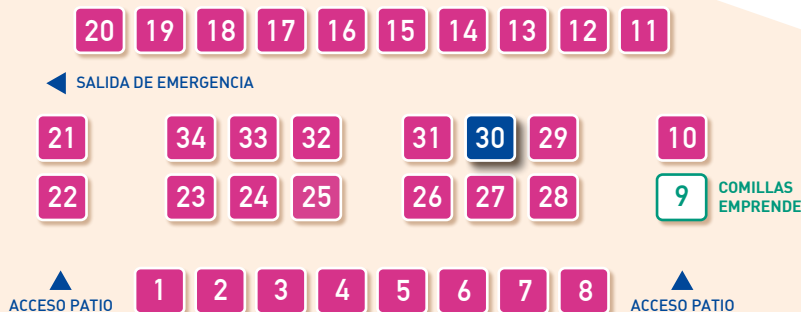 20 19 18 17 16 15 14 13 12 11
SALIDA DE EMERGENCIA
21 34 33 32 31 30 29 10
22 23 24 25 26 27 28 9 COMILLAS
EMPRENDE
1 2 3 4 5 6 7 8
ACCESO PATIO ACCESO PATIO